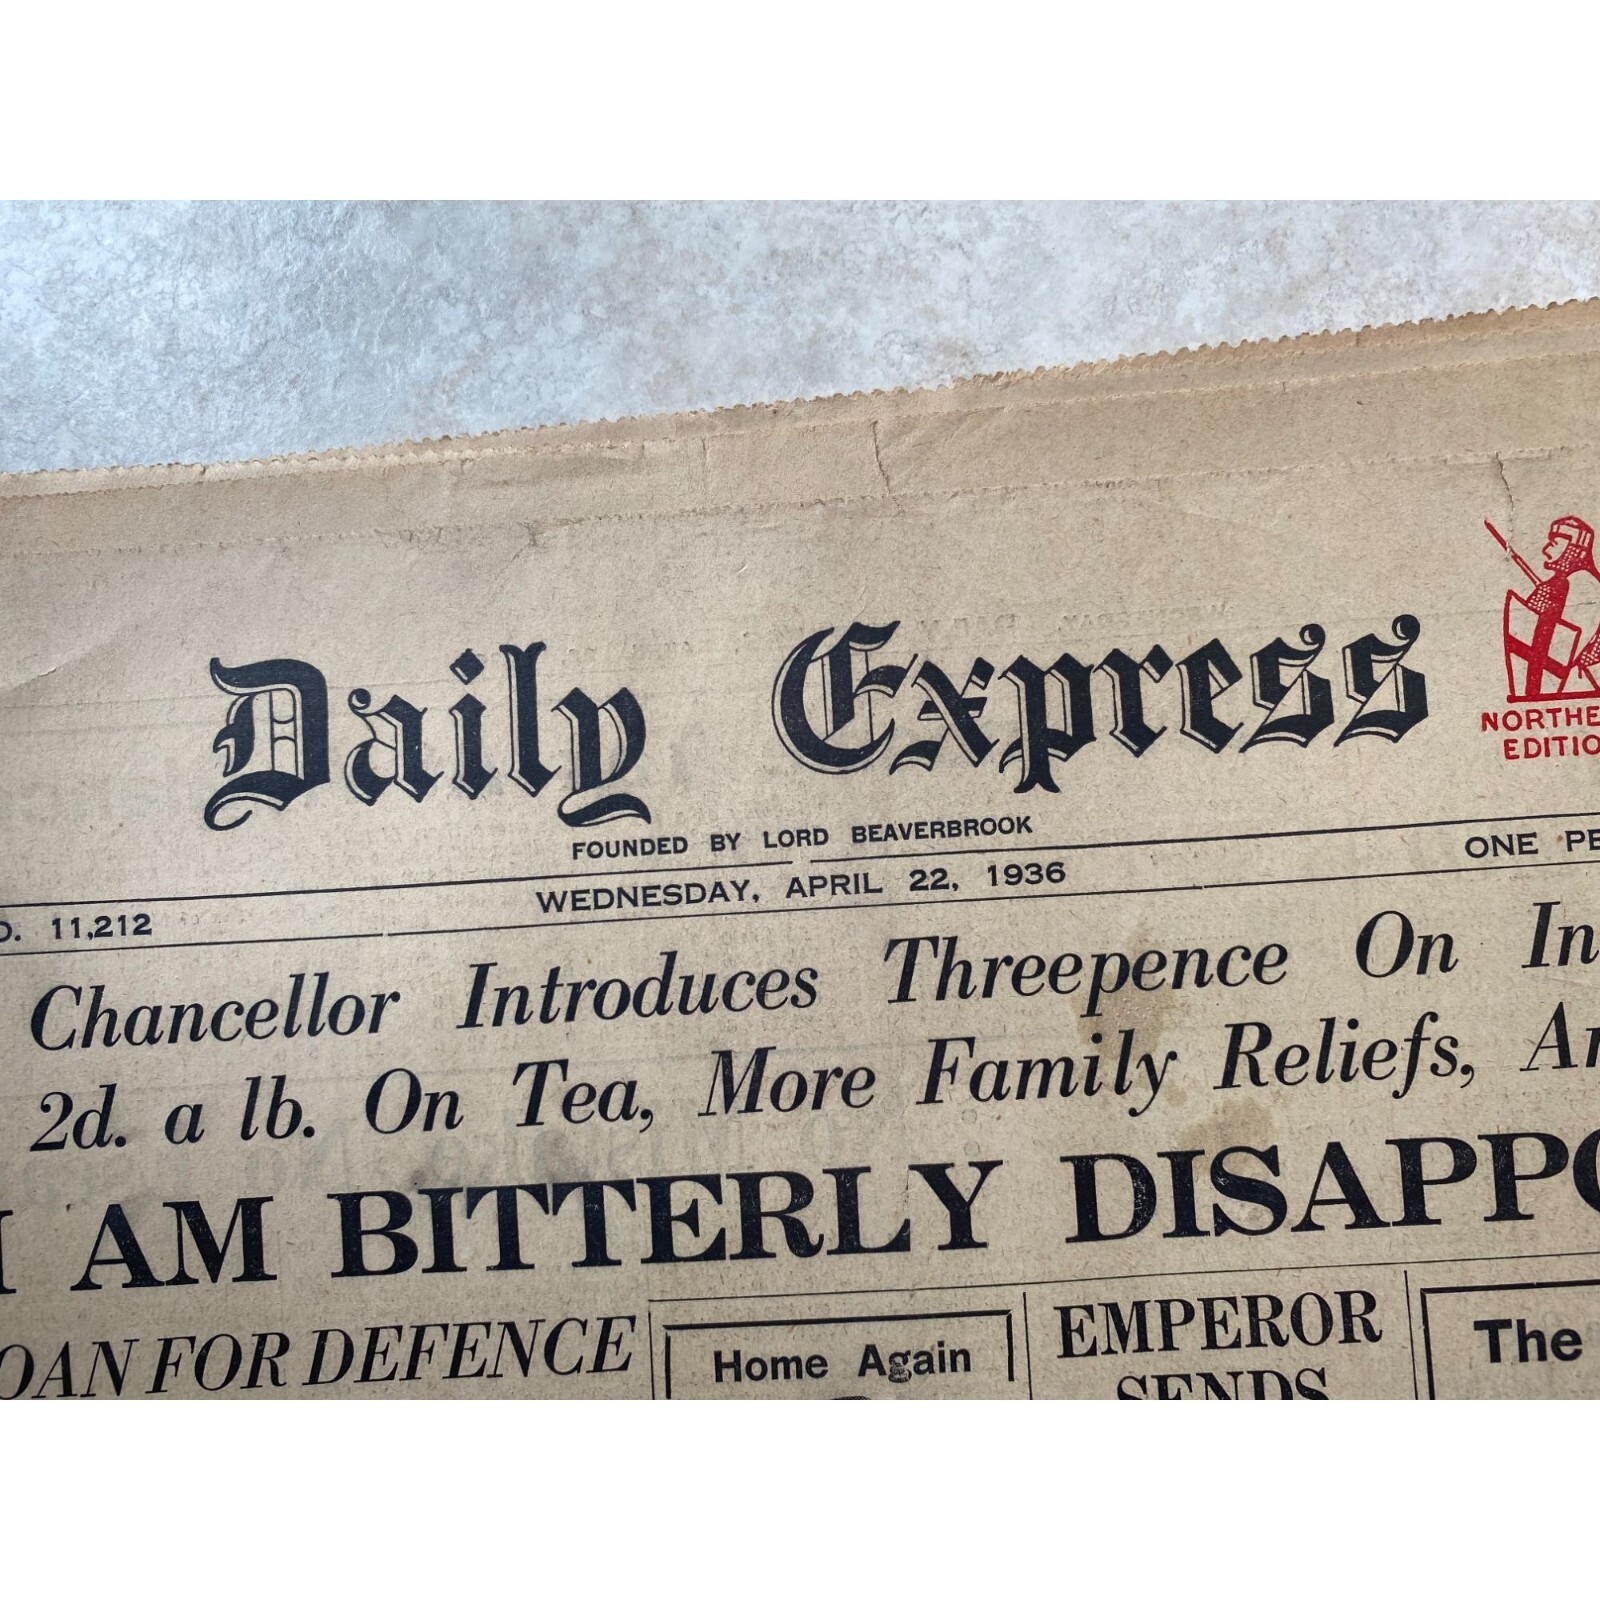 Daily Express
NORTHE
EDITIO
FOUNDED BY LORD BEAVERBROOK
O. 11,212
WEDNESDAY, APRIL 22, 1936
ONE PE
Chancellor Introduces Threepence On In
2d. a lb. On Tea, More Family Reliefs, An
I AM BITTERLY DISAPPO
OAN FOR DEFENCE
Home Again
EMPEROR
SENDS
The